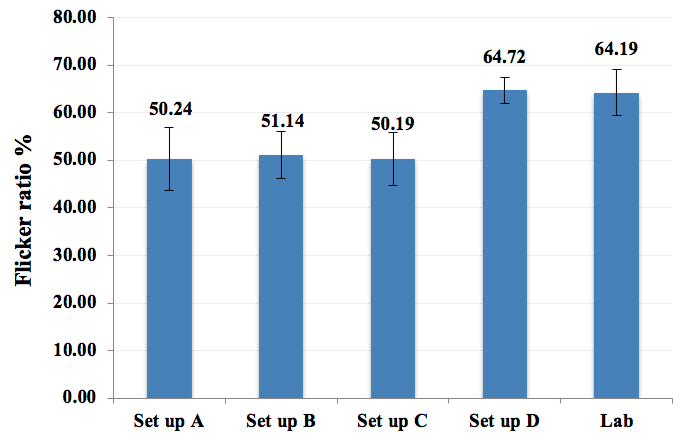 80.00
70.00
60.00
50.00
40.00
30.00
20.00
10.00
0.00
Flicker ratio %
50.24
51.14
50.19
64.72
64.19
Set up A
Set up B
Set up C
Set up D
Lab